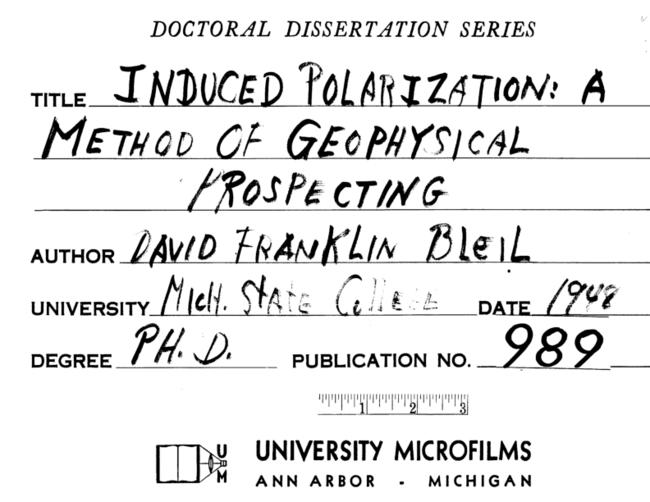 DOCTORAL DISSERTATION SERIES
TITLE INDUCED POLARIZATION: A
METHOD OF GEOPHYSICAL
PROSPECTING
AUTHOR DAVID FRANKLIN BLEIL
UNIVERSITY MICH. STATE COLLEGE DATE 1948
DEGREE PH. D. PUBLICATION NO. 989
1 2 3
UM
UNIVERSITY MICROFILMS
ANN ARBOR - MICHIGAN